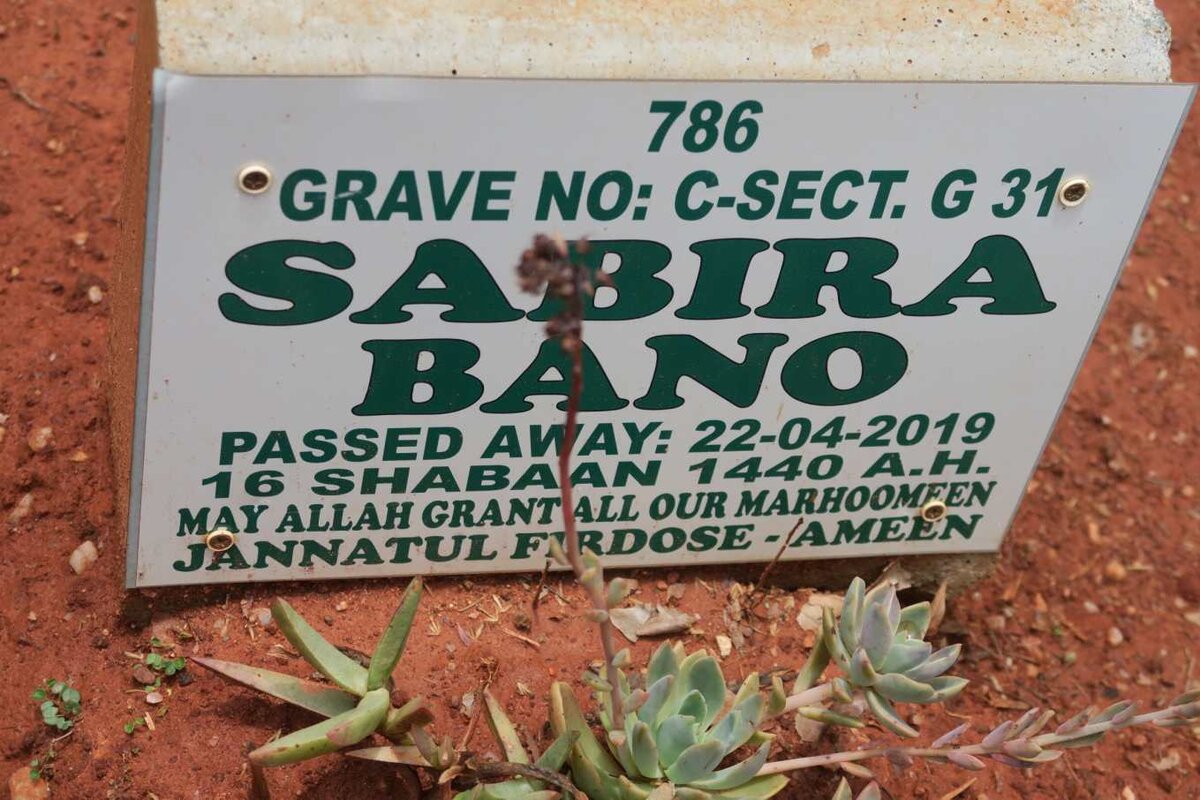 786
GRAVE NO: C-SECT. G 31
SABIRA
BANO
PASSED AWAY: 22-04-2019
16 SHABAAN 1440 A.H.
MAY ALLAH GRANT ALL OUR MARHOOMEEN
JANNATUL FIRDOSE - AMEEN